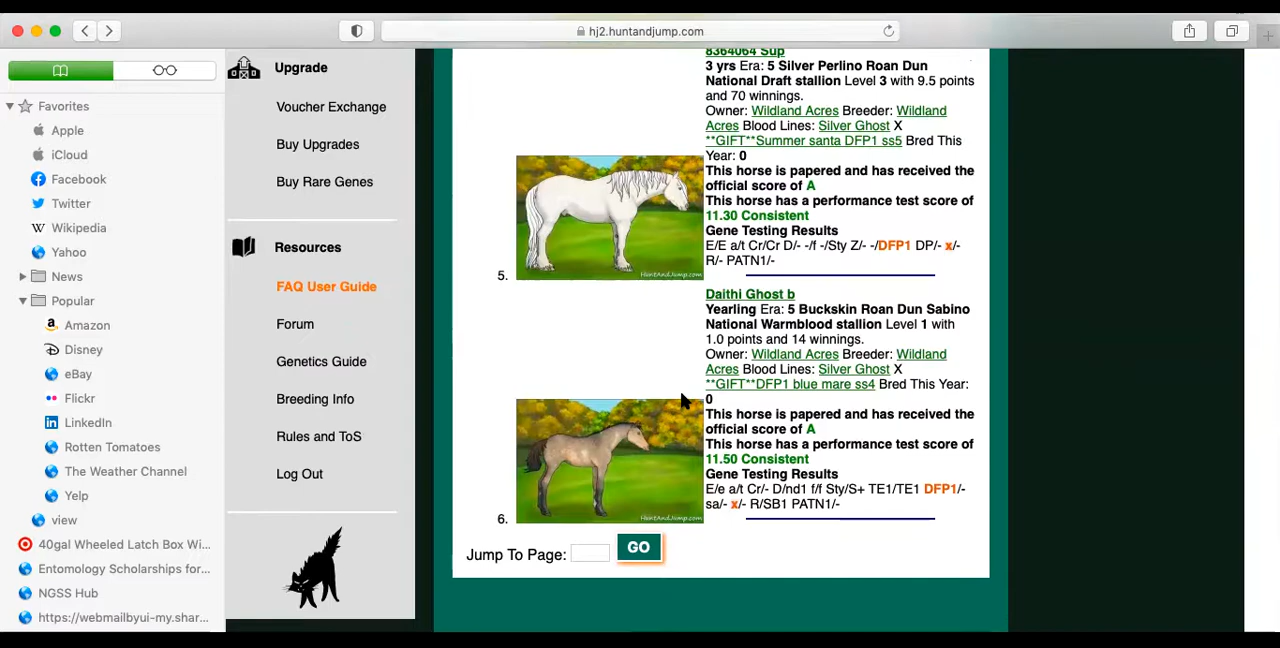 hj2.huntandjump.com
Favorites
Apple
iCloud
Facebook
Twitter
W Wikipedia
Yahoo
News
Popular
a Amazon
Disney
eBay
Flickr
in LinkedIn
Rotten Tomatoes
The Weather Channel
Yelp
view
40gal Wheeled Latch Box Wi...
Entomology Scholarships for...
NGSS Hub
https://webmailbyui-my.shar...
Upgrade
Voucher Exchange
Buy Upgrades
Buy Rare Genes
Resources
FAQ User Guide
Forum
Genetics Guide
Breeding Info
Rules and ToS
Log Out
8364064 Sup
3 yrs Era: 5 Silver Perlino Roan Dun
National Draft stallion Level 3 with 9.5 points
and 70 winnings.
Owner: Wildland Acres Breeder: Wildland
Acres Blood Lines: Silver Ghost X
**GIFT**Summer santa DFP1 ss5 Bred This
Year: 0
This horse is papered and has received the
official score of A
This horse has a performance test score of
11.30 Consistent
Gene Testing Results
E/E a/t Cr/Cr D/- -/f -/Sty Z/- -/DFP1 DP/- x/-
R/- PATN1/-
HuntAndJump.com
5.
Daithi Ghost b
Yearling Era: 5 Buckskin Roan Dun Sabino
National Warmblood stallion Level 1 with
1.0 points and 14 winnings.
Owner: Wildland Acres Breeder: Wildland
Acres Blood Lines: Silver Ghost X
**GIFT**DFP1 blue mare ss4 Bred This Year:
0
This horse is papered and has received the
official score of A
This horse has a performance test score of
11.50 Consistent
Gene Testing Results
E/e a/t Cr/- D/nd1 f/f Sty/S+ TE1/TE1 DFP1/-
sa/- x/- R/SB1 PATN1/-
HuntAndJump.com
6.
Jump To Page: GO